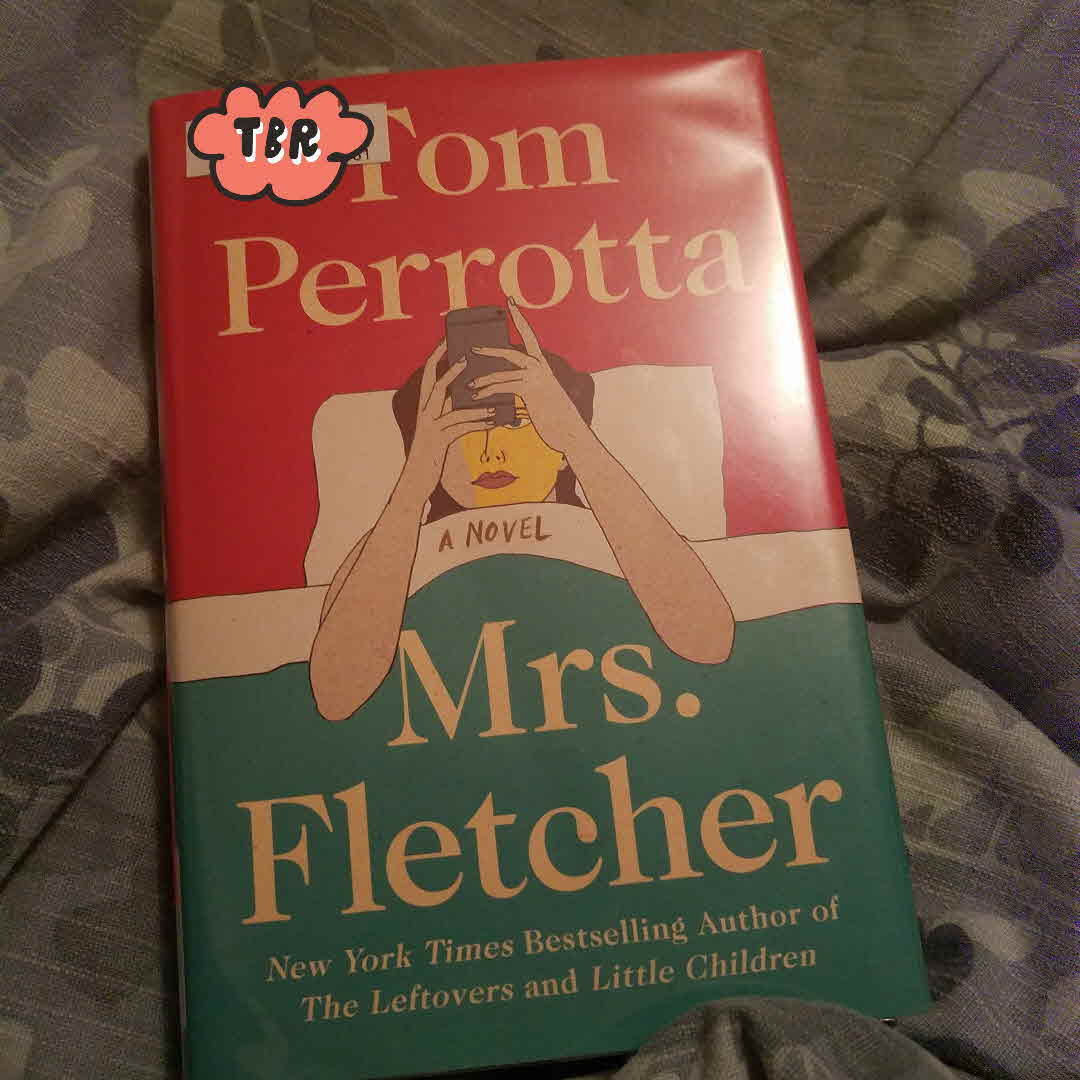 TBR
Tom
Perrotta
A NOVEL
Mrs.
Fletcher
New York Times Bestselling Author of
The Leftovers and Little Children